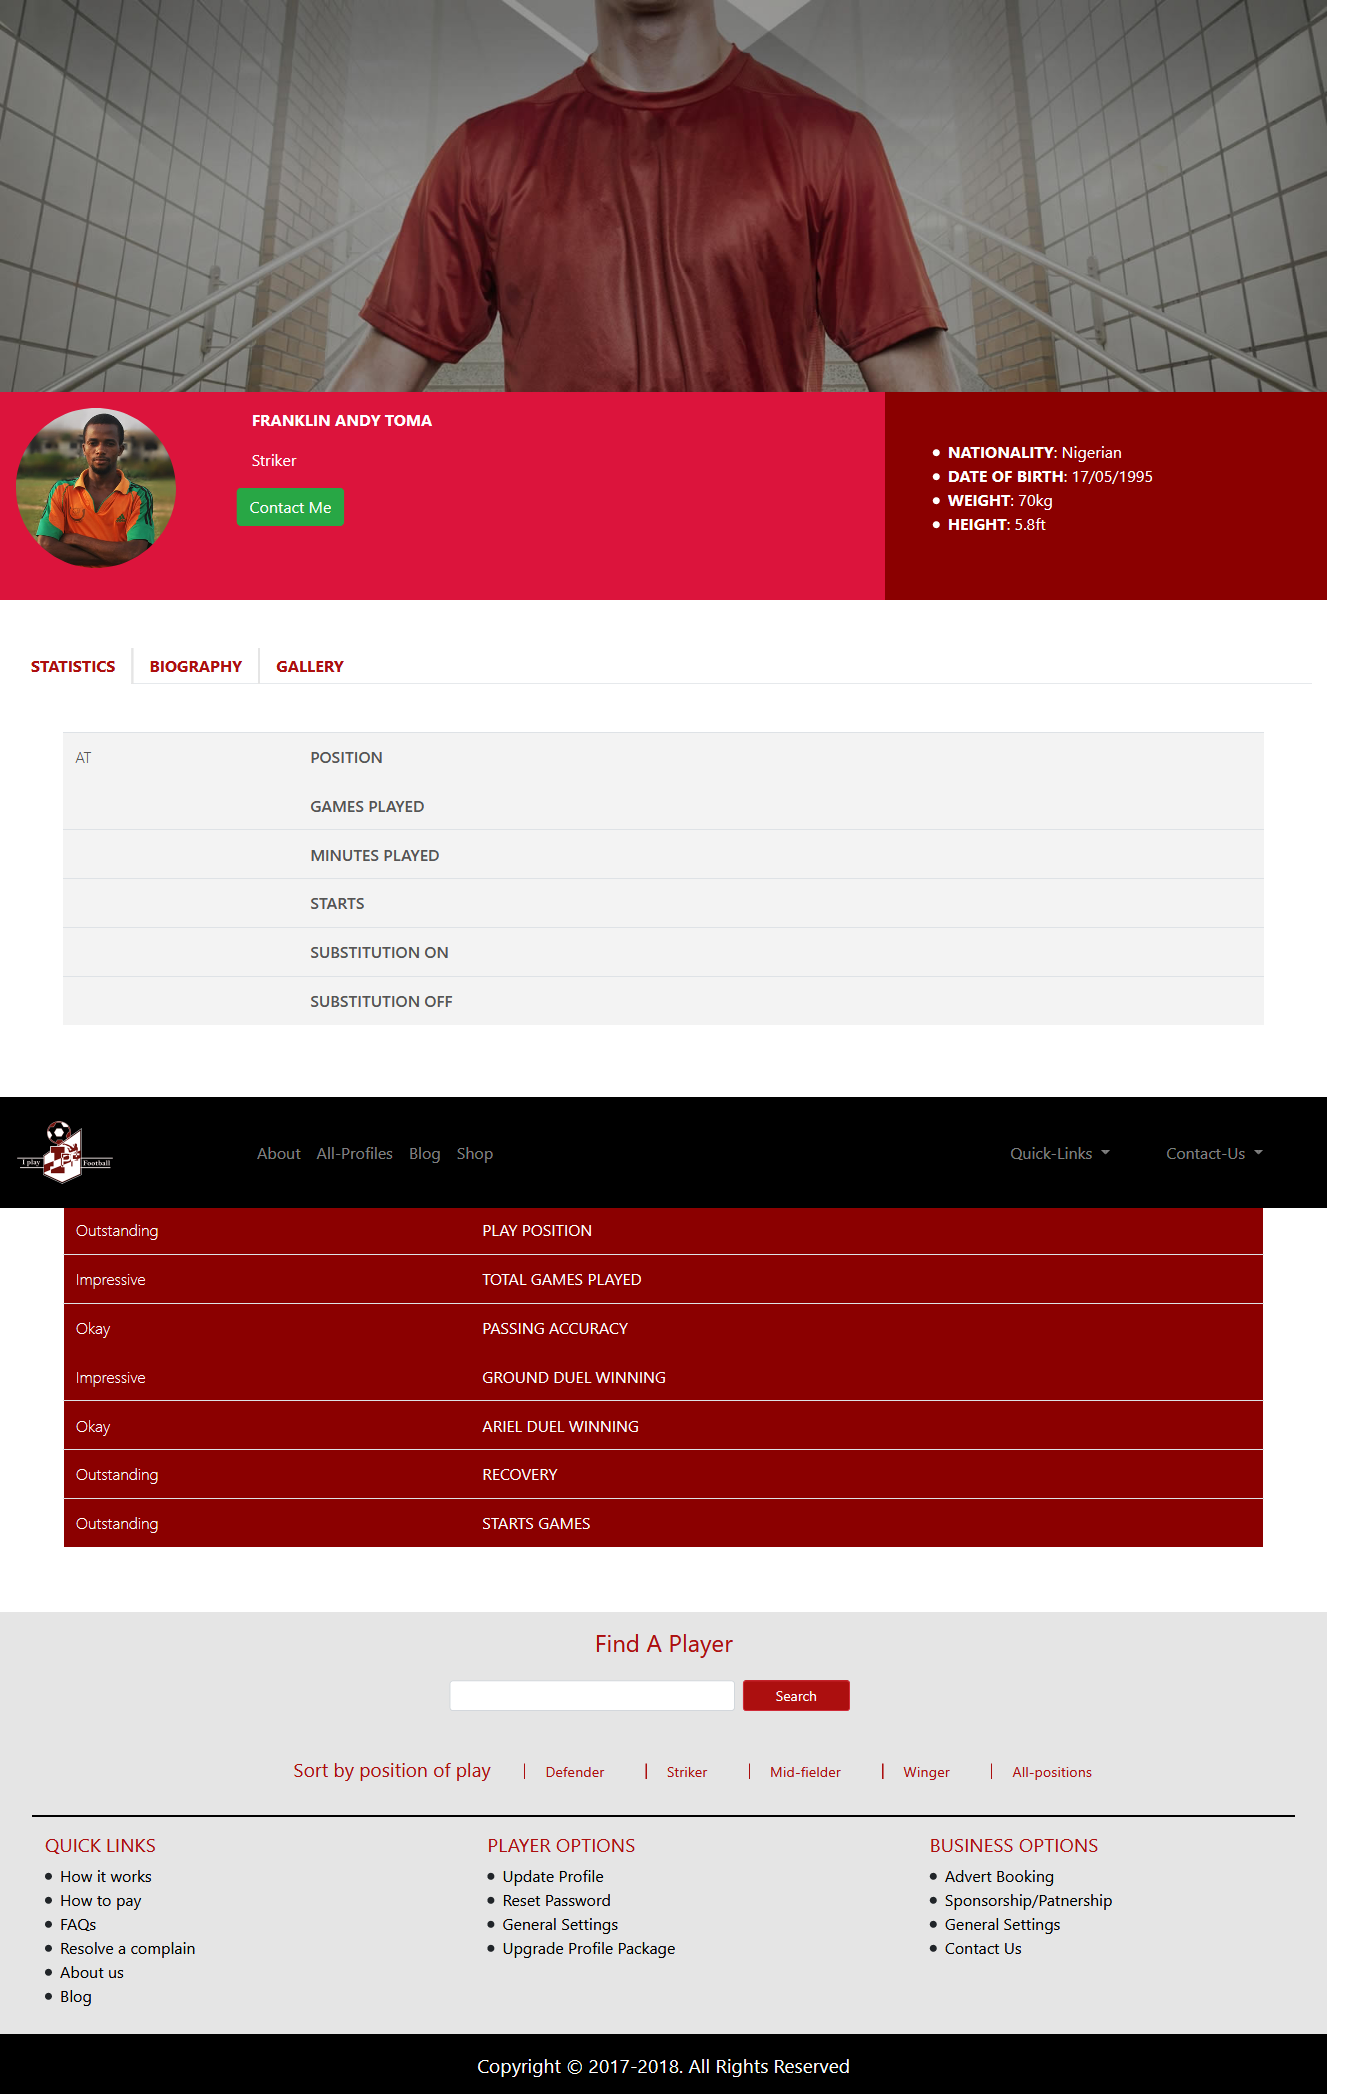 FRANKLIN ANDY TOMA
Striker
Contact Me
NATIONALITY: Nigerian
DATE OF BIRTH: 17/05/1995
WEIGHT: 70kg
HEIGHT: 5.8ft
STATISTICS BIOGRAPHY GALLERY
AT POSITION
GAMES PLAYED
MINUTES PLAYED
STARTS
SUBSTITUTION ON
SUBSTITUTION OFF
I play Football
About All-Profiles Blog Shop Quick-Links Contact-Us
Outstanding PLAY POSITION
Impressive TOTAL GAMES PLAYED
Okay PASSING ACCURACY
Impressive GROUND DUEL WINNING
Okay ARIEL DUEL WINNING
Outstanding RECOVERY
Outstanding STARTS GAMES
Find A Player
Search
Sort by position of play | Defender | Striker | Mid-fielder | Winger | All-positions
QUICK LINKS
How it works
How to pay
FAQs
Resolve a complain
About us
Blog
PLAYER OPTIONS
Update Profile
Reset Password
General Settings
Upgrade Profile Package
BUSINESS OPTIONS
Advert Booking
Sponsorship/Patnership
General Settings
Contact Us
Copyright © 2017-2018. All Rights Reserved